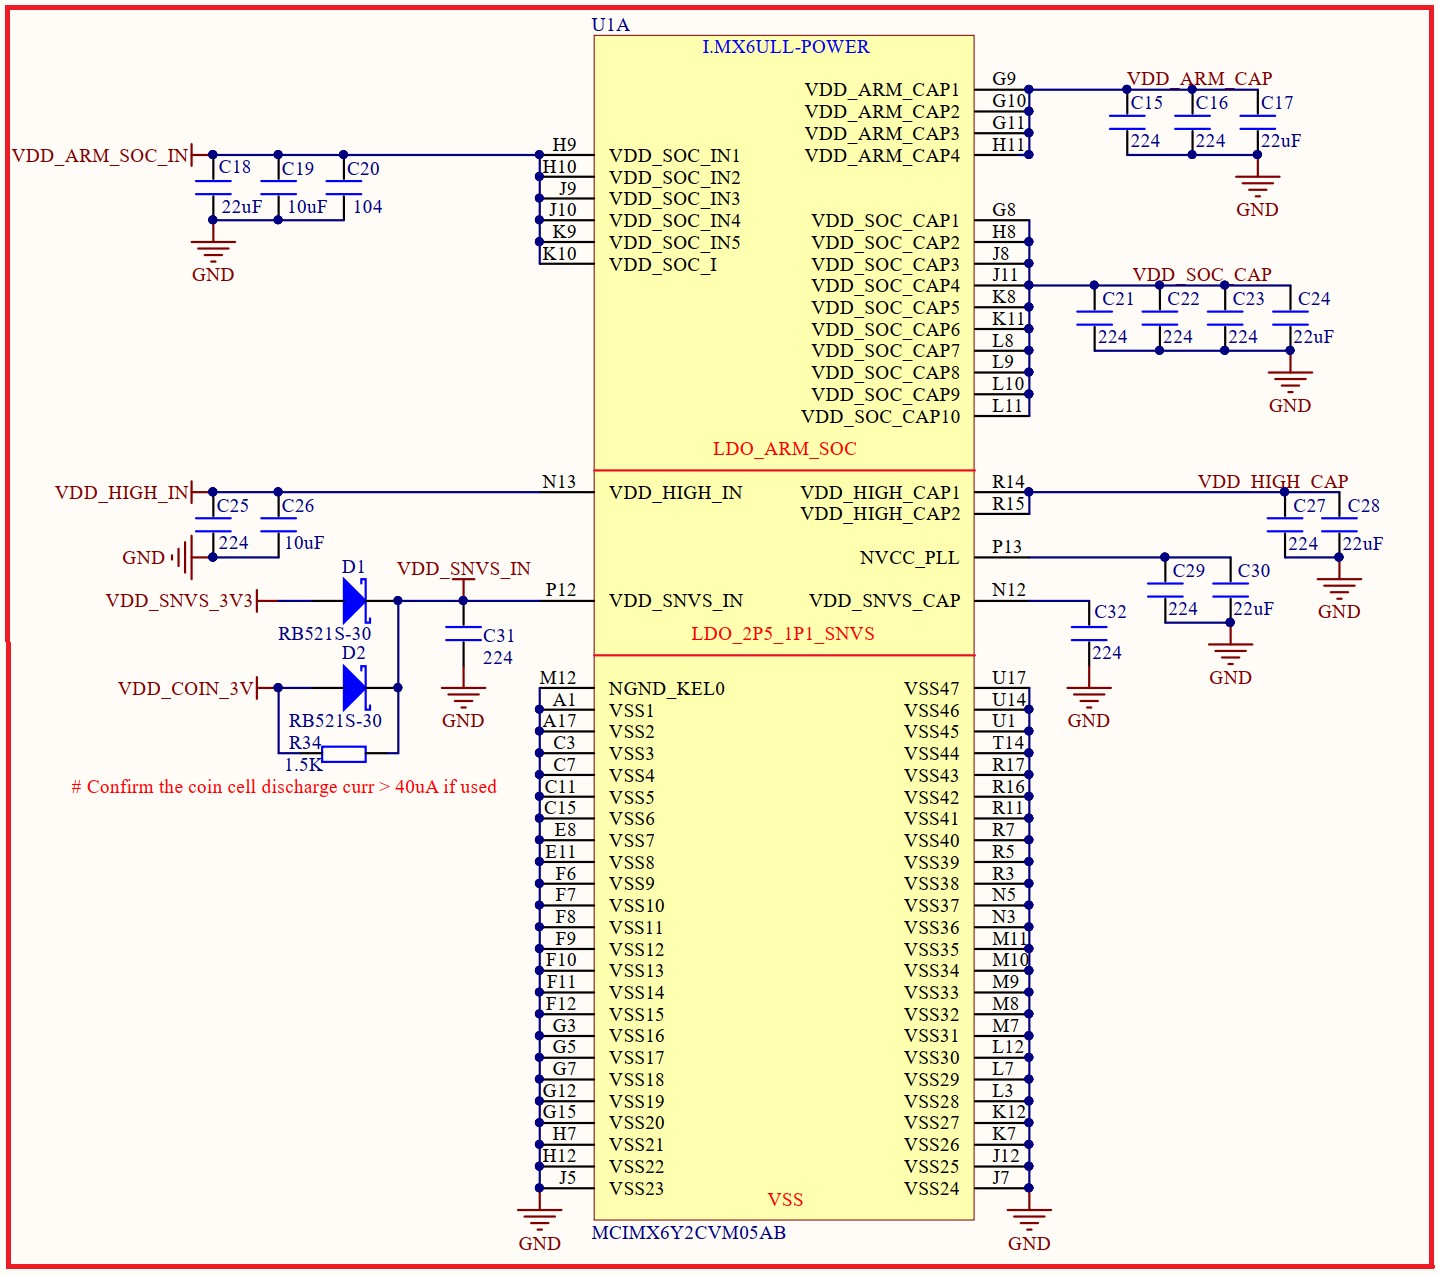 U1A
I.MX6ULL-POWER
VDD_ARM_SOC_IN
C18
22uF
C19
10uF
C20
104
GND
H9 VDD_SOC_IN1
H10 VDD_SOC_IN2
J9 VDD_SOC_IN3
J10 VDD_SOC_IN4
K9 VDD_SOC_IN5
K10 VDD_SOC_I
VDD_ARM_CAP1 G9
VDD_ARM_CAP2 G10
VDD_ARM_CAP3 G11
VDD_ARM_CAP4 H11
VDD_ARM_CAP
C15
224
C16
224
C17
22uF
GND
VDD_SOC_CAP1 G8
VDD_SOC_CAP2 H8
VDD_SOC_CAP3 J8
VDD_SOC_CAP4 J11
VDD_SOC_CAP5 K8
VDD_SOC_CAP6 K11
VDD_SOC_CAP7 L8
VDD_SOC_CAP8 L9
VDD_SOC_CAP9 L10
VDD_SOC_CAP10 L11
VDD_SOC_CAP
C21
224
C22
224
C23
224
C24
22uF
GND
LDO_ARM_SOC
VDD_HIGH_IN
C25
224
C26
10uF
GND
N13 VDD_HIGH_IN
VDD_HIGH_CAP1 R14
VDD_HIGH_CAP2 R15
VDD_HIGH_CAP
C27
224
C28
22uF
GND
NVCC_PLL P13
C29
224
C30
22uF
GND
VDD_SNVS_3V3
D1
RB521S-30
VDD_SNVS_IN
P12 VDD_SNVS_IN
C31
224
GND
VDD_SNVS_CAP N12
C32
224
GND
LDO_2P5_1P1_SNVS
VDD_COIN_3V
D2
RB521S-30
R34
1.5K
# Confirm the coin cell discharge curr > 40uA if used
M12 NGND_KEL0
A1 VSS1
A17 VSS2
C3 VSS3
C7 VSS4
C11 VSS5
C15 VSS6
E8 VSS7
E11 VSS8
F6 VSS9
F7 VSS10
F8 VSS11
F9 VSS12
F10 VSS13
F11 VSS14
F12 VSS15
G3 VSS16
G5 VSS17
G7 VSS18
G12 VSS19
G15 VSS20
H7 VSS21
H12 VSS22
J5 VSS23
GND
VSS47 U17
VSS46 U14
VSS45 U1
VSS44 T14
VSS43 R17
VSS42 R16
VSS41 R11
VSS40 R7
VSS39 R5
VSS38 R3
VSS37 N5
VSS36 N3
VSS35 M11
VSS34 M10
VSS33 M9
VSS32 M8
VSS31 M7
VSS30 L12
VSS29 L7
VSS28 L3
VSS27 K12
VSS26 K7
VSS25 J12
VSS24 J7
GND
VSS
MCIMX6Y2CVM05AB